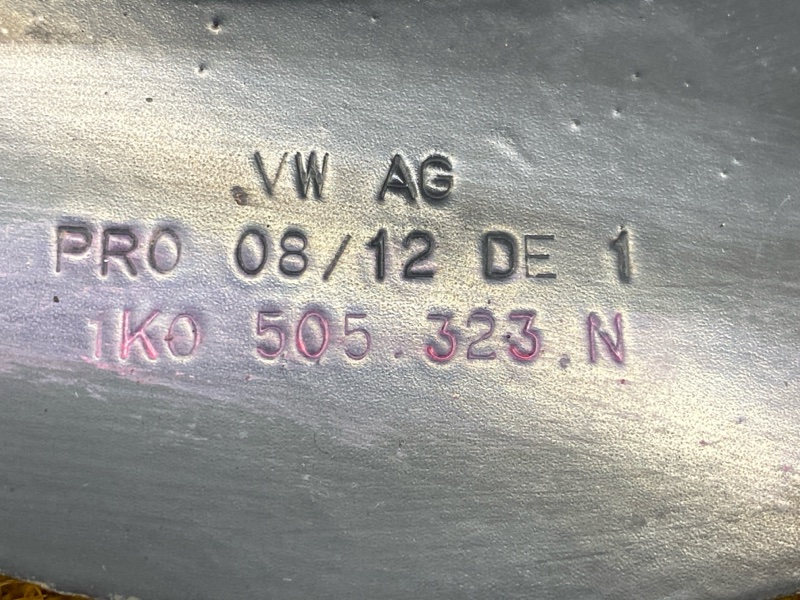 VW AG
PRO 08/12 DE 1
1K0 505.323.N